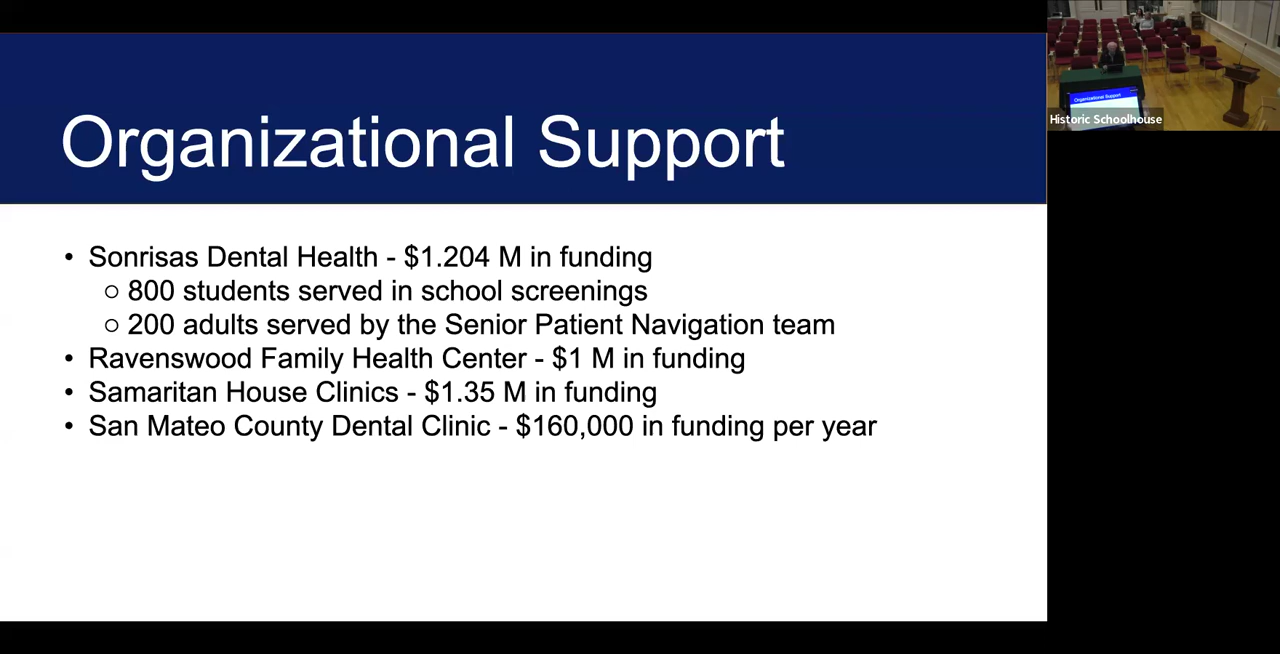 Organizational Support
• Sonrisas Dental Health - $1.204 M in funding
○ 800 students served in school screenings
○ 200 adults served by the Senior Patient Navigation team
• Ravenswood Family Health Center - $1 M in funding
• Samaritan House Clinics - $1.35 M in funding
• San Mateo County Dental Clinic - $160,000 in funding per year
Organizational Support
Historic Schoolhouse